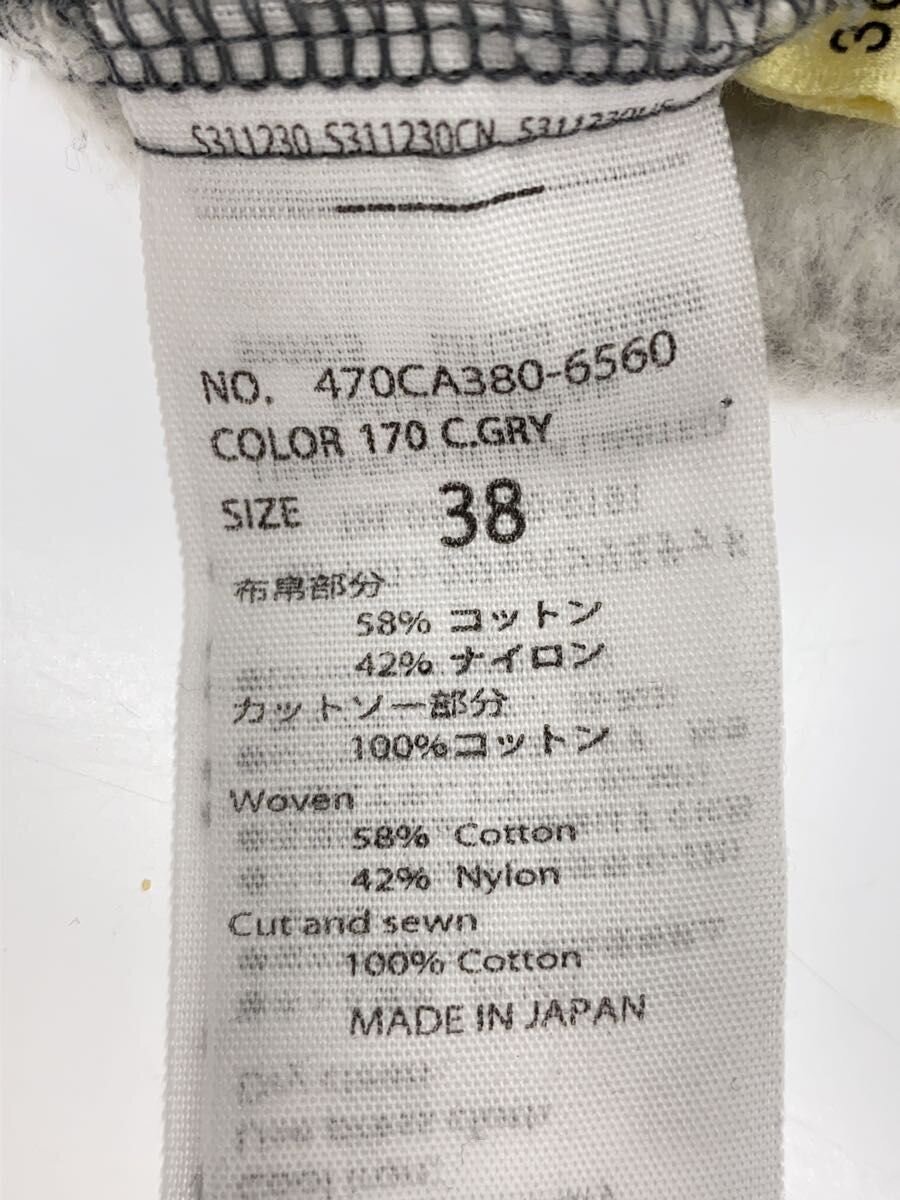 S311230 S311230CN S311230US
NO. 470CA380-6560
COLOR 170 C.GRY
SIZE 38
布帛部分
58% コットン
42% ナイロン
カットソー部分
100%コットン
Woven
58% Cotton
42% Nylon
Cut and sewn
100% Cotton
MADE IN JAPAN